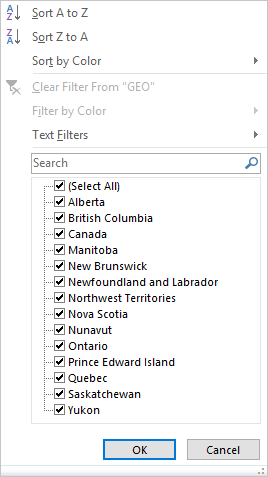 A
Z
Sort A to Z
Z
A
Sort Z to A
Sort by Color
Clear Filter From "GEO"
Filter by Color
Text Filters
Search
(Select All)
Alberta
British Columbia
Canada
Manitoba
New Brunswick
Newfoundland and Labrador
Northwest Territories
Nova Scotia
Nunavut
Ontario
Prince Edward Island
Quebec
Saskatchewan
Yukon
OK Cancel